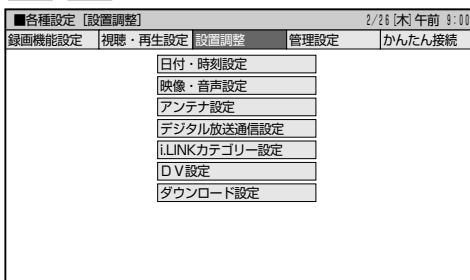 ■各種設定［設置調整］ 2/26[木]午前 9:00
録画機能設定 視聴・再生設定 設置調整 管理設定 かんたん接続
日付・時刻設定
映像・音声設定
アンテナ設定
デジタル放送通信設定
i.LINKカテゴリー設定
ＤＶ設定
ダウンロード設定